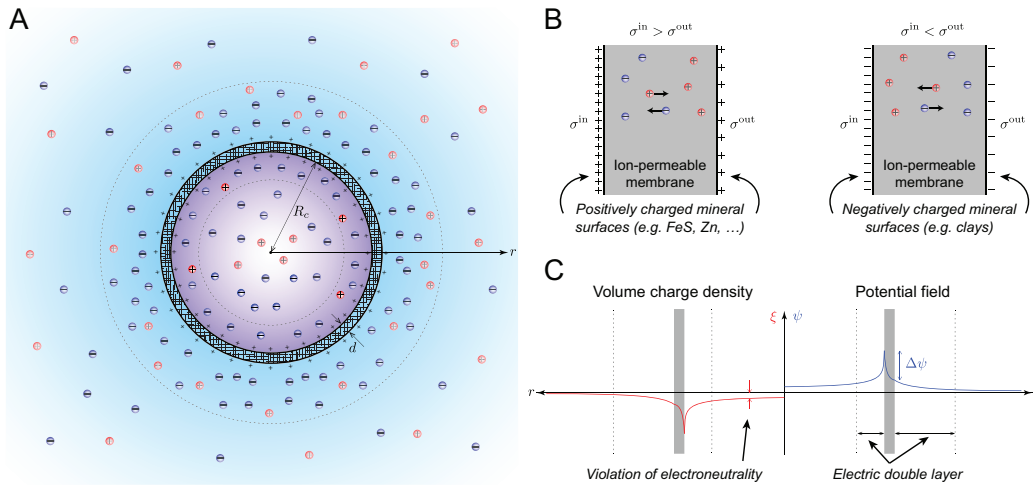 A
R_c
r
d
B
σ^in > σ^out
σ^in < σ^out
σ^in
σ^out
σ^in
σ^out
Ion-permeable
membrane
Ion-permeable
membrane
Positively charged mineral
surfaces (e.g. FeS, Zn, ...)
Negatively charged mineral
surfaces (e.g. clays)
C
Volume charge density
Potential field
ξ
ψ
Δψ
r
r
Violation of electroneutrality
Electric double layer